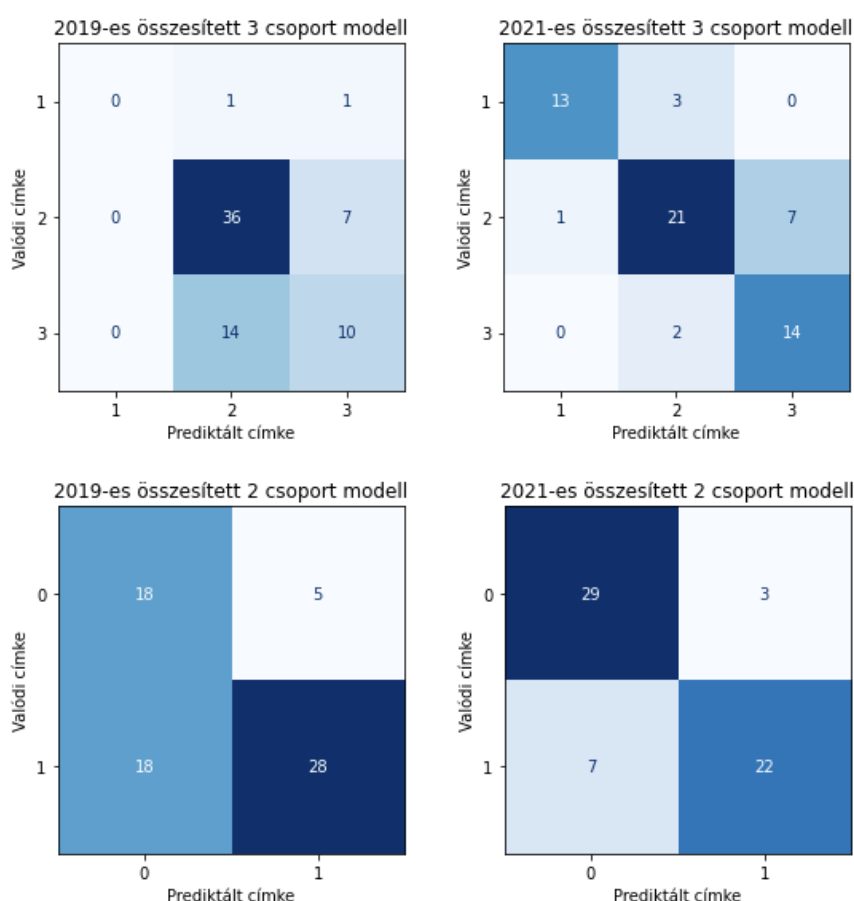 2019-es összesített 3 csoport modell
1
0 1 1
2
0 36 7
3
0 14 10
1 2 3
Valódi címke
Prediktált címke
2021-es összesített 3 csoport modell
1
13 3 0
2
1 21 7
3
0 2 14
1 2 3
Valódi címke
Prediktált címke
2019-es összesített 2 csoport modell
0
18 5
1
18 28
0 1
Valódi címke
Prediktált címke
2021-es összesített 2 csoport modell
0
29 3
1
7 22
0 1
Valódi címke
Prediktált címke